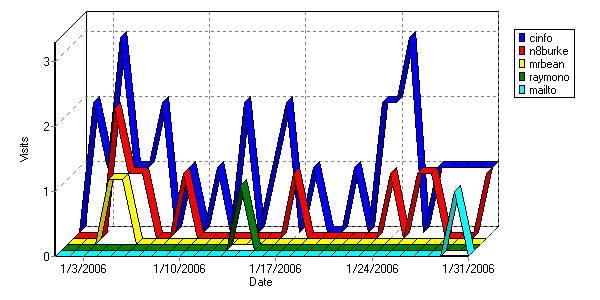 3
2
1
0
Visits
1/3/2006 1/10/2006 1/17/2006 1/24/2006 1/31/2006
Date
cinfo
n8burke
mrbean
raymono
mailto